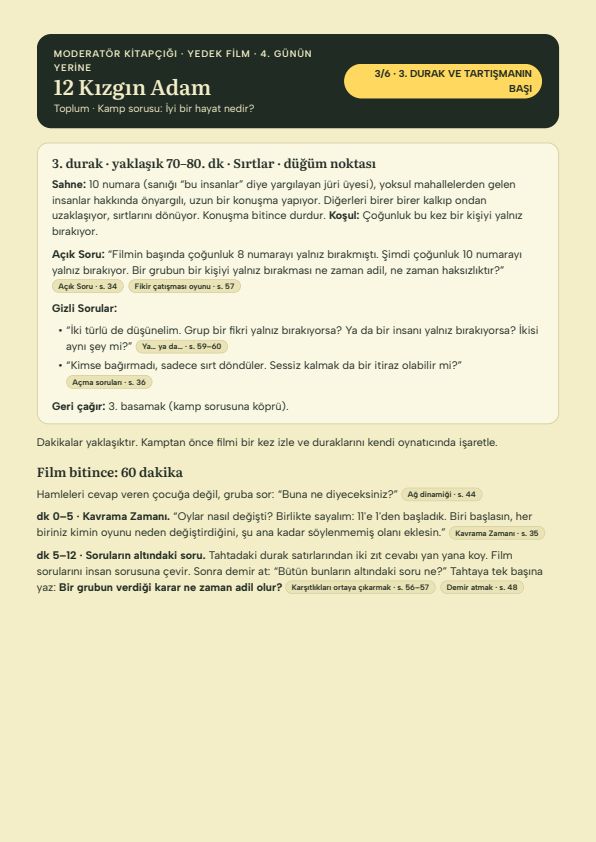 MODERATÖR KİTAPÇIĞI · YEDEK FİLM · 4. GÜNÜN
YERİNE
12 Kızgın Adam
Toplum · Kamp sorusu: İyi bir hayat nedir?
3/6 · 3. DURAK VE TARTIŞMANIN
BAŞI
3. durak · yaklaşık 70–80. dk · Sırtlar · düğüm noktası
Sahne: 10 numara (sanığı “bu insanlar” diye yargılayan jüri üyesi), yoksul mahallelerden gelen
insanlar hakkında önyargılı, uzun bir konuşma yapıyor. Diğerleri birer birer kalkıp ondan
uzaklaşıyor, sırtlarını dönüyor. Konuşma bitince durdur. Koşul: Çoğunluk bu kez bir kişiyi yalnız
bırakıyor.
Açık Soru: “Filmin başında çoğunluk 8 numarayı yalnız bırakmıştı. Şimdi çoğunluk 10 numarayı
yalnız bırakıyor. Bir grubun bir kişiyi yalnız bırakması ne zaman adil, ne zaman haksızlıktır?”
Açık Soru · s. 34 Fikir çatışması oyunu · s. 57
Gizli Sorular:
• “İki türlü de düşünelim. Grup bir fikri yalnız bırakıyorsa? Ya da bir insanı yalnız bırakıyorsa? İkisi
aynı şey mi?” Ya… ya da… · s. 59–60
• “Kimse bağırmadı, sadece sırt döndüler. Sessiz kalmak da bir itiraz olabilir mi?”
Açma soruları · s. 36
Geri çağır: 3. basamak (kamp sorusuna köprü).
Dakikalar yaklaşıktır. Kamptan önce filmi bir kez izle ve duraklarını kendi oynatıcında işaretle.
Film bitince: 60 dakika
Hamleleri cevap veren çocuğa değil, gruba sor: “Buna ne diyeceksiniz?” Ağ dinamiği · s. 44
dk 0–5 · Kavrama Zamanı. “Oylar nasıl değişti? Birlikte sayalım: 11'e 1'den başladık. Biri başlasın, her
biriniz kimin oyunu neden değiştirdiğini, şu ana kadar söylenmemiş olanı eklesin.” Kavrama Zamanı · s. 35
dk 5–12 · Soruların altındaki soru. Tahtadaki durak satırlarından iki zıt cevabı yan yana koy. Film
sorularını insan sorusuna çevir. Sonra demir at: “Bütün bunların altındaki soru ne?” Tahtaya tek başına
yaz: Bir grubun verdiği karar ne zaman adil olur? Karşıtlıkları ortaya çıkarmak · s. 56–57 Demir atmak · s. 48